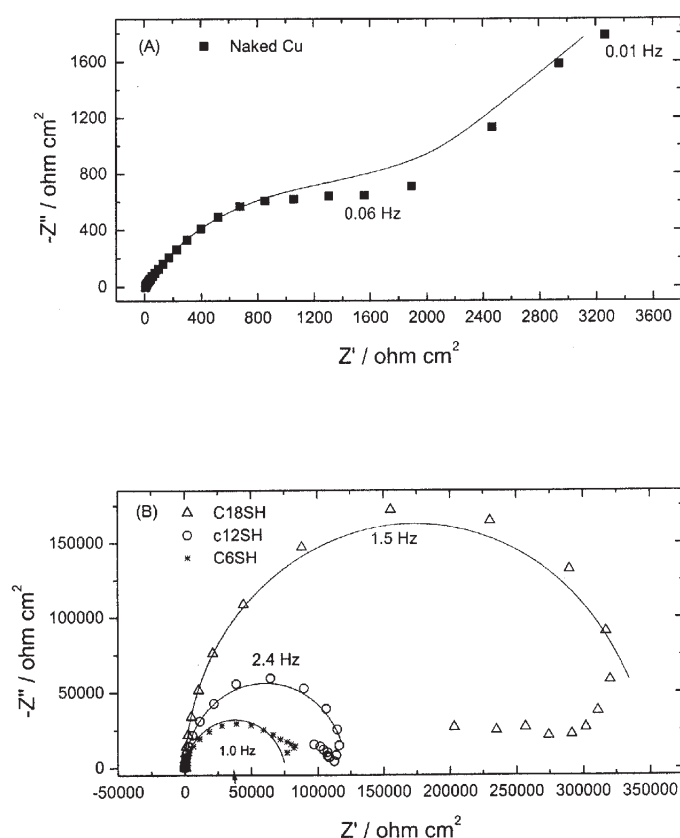 (A)
Naked Cu
0.01 Hz
0.06 Hz
1600
1200
800
400
0
-Z" / ohm cm²
0 400 800 1200 1600 2000 2400 2800 3200 3600
Z' / ohm cm²
(B)
C18SH
c12SH
C6SH
1.5 Hz
2.4 Hz
1.0 Hz
150000
100000
50000
0
-Z" / ohm cm²
-50000 0 50000 100000 150000 200000 250000 300000 350000
Z' / ohm cm²